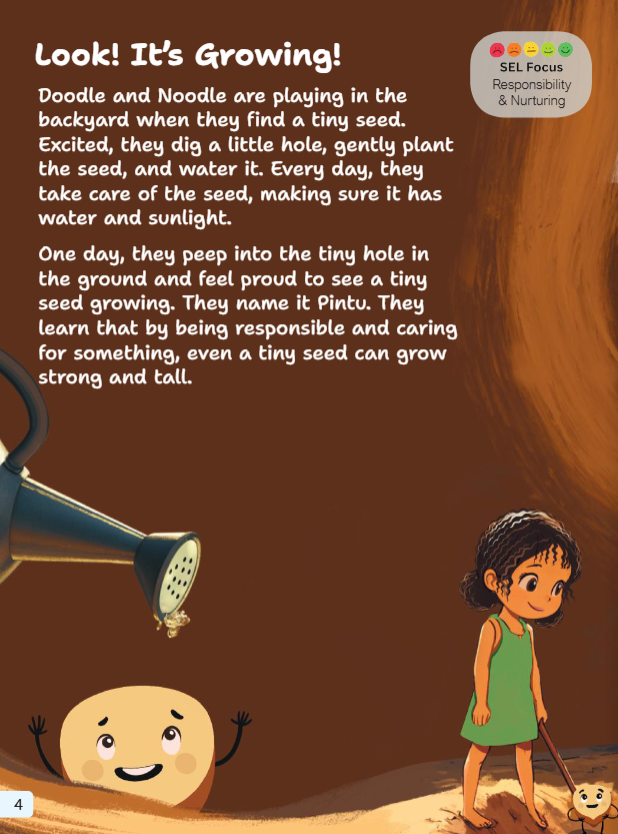 Look! It's Growing!
SEL Focus
Responsibility
& Nurturing
Doodle and Noodle are playing in the
backyard when they find a tiny seed.
Excited, they dig a little hole, gently plant
the seed, and water it. Every day, they
take care of the seed, making sure it has
water and sunlight.
One day, they peep into the tiny hole in
the ground and feel proud to see a tiny
seed growing. They name it Pintu. They
learn that by being responsible and caring
for something, even a tiny seed can grow
strong and tall.
4